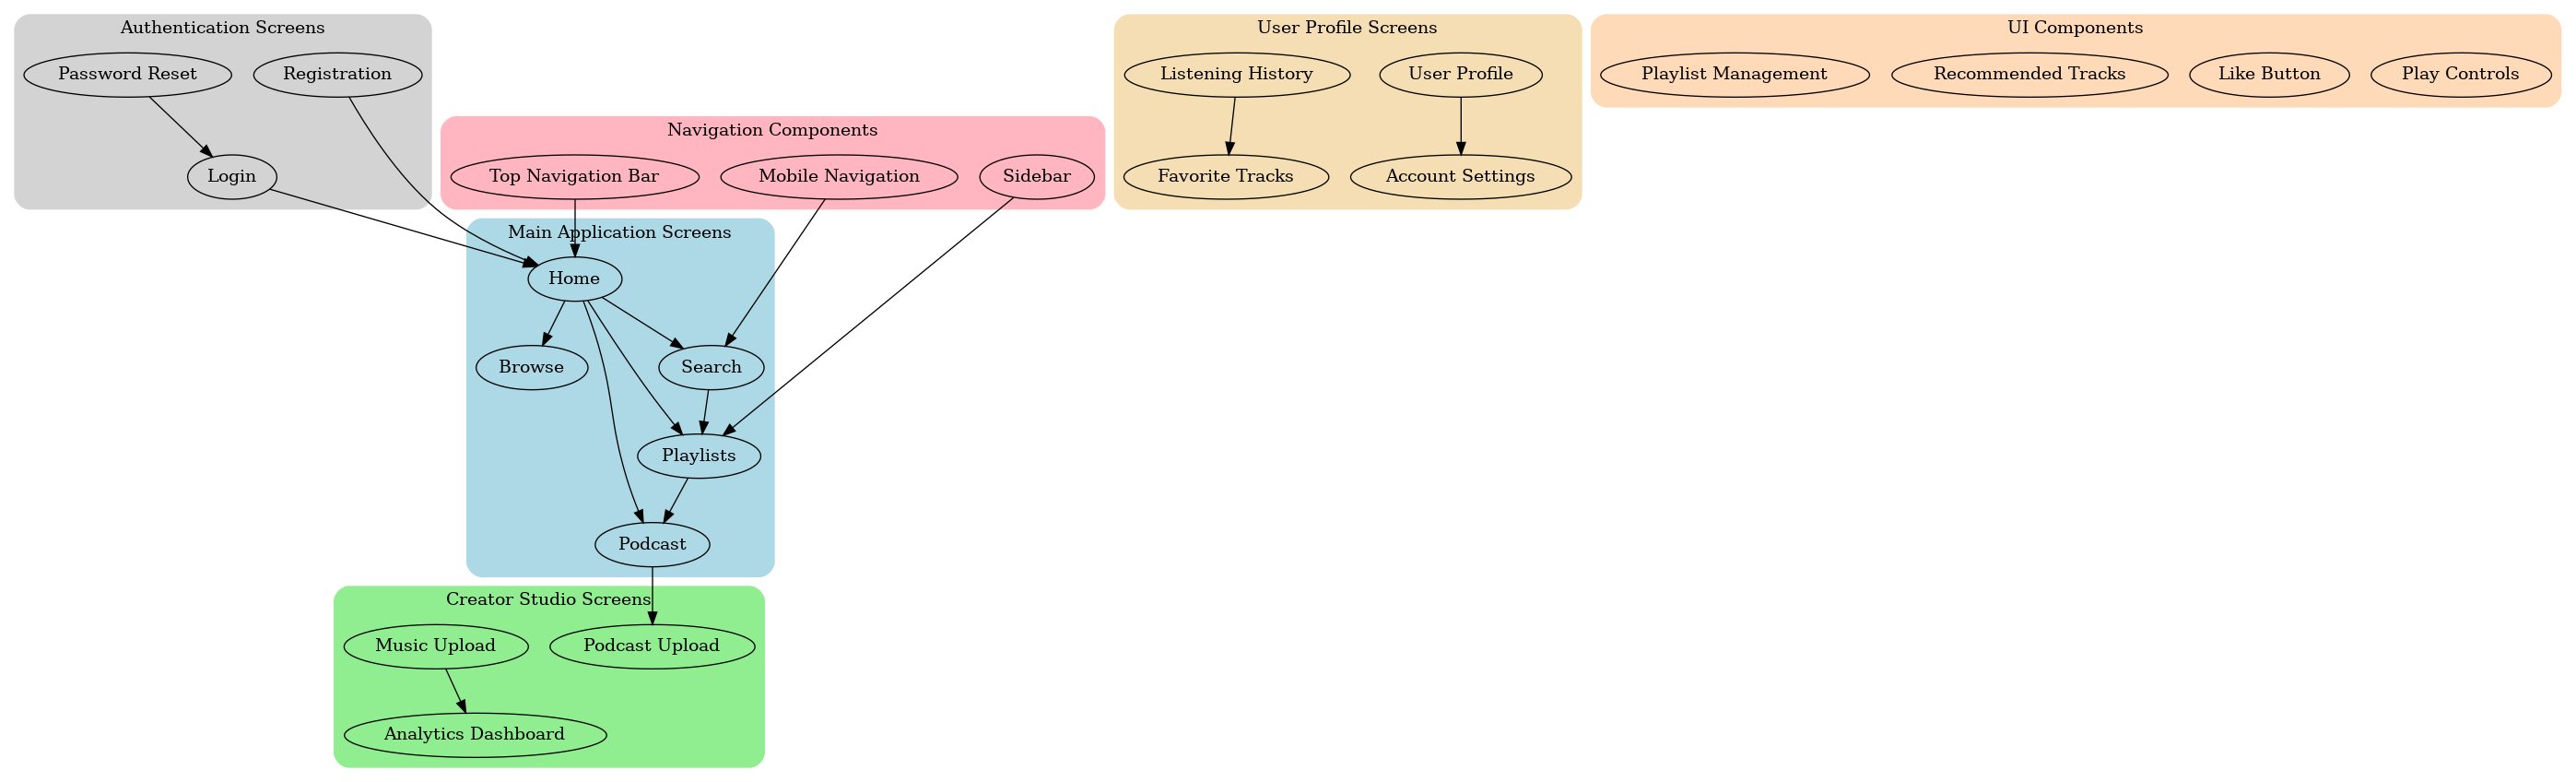 Authentication Screens
Password Reset
Registration
Login
Navigation Components
Top Navigation Bar
Mobile Navigation
Sidebar
Main Application Screens
Home
Browse
Search
Playlists
Podcast
Creator Studio Screens
Music Upload
Podcast Upload
Analytics Dashboard
User Profile Screens
Listening History
User Profile
Favorite Tracks
Account Settings
UI Components
Playlist Management
Recommended Tracks
Like Button
Play Controls